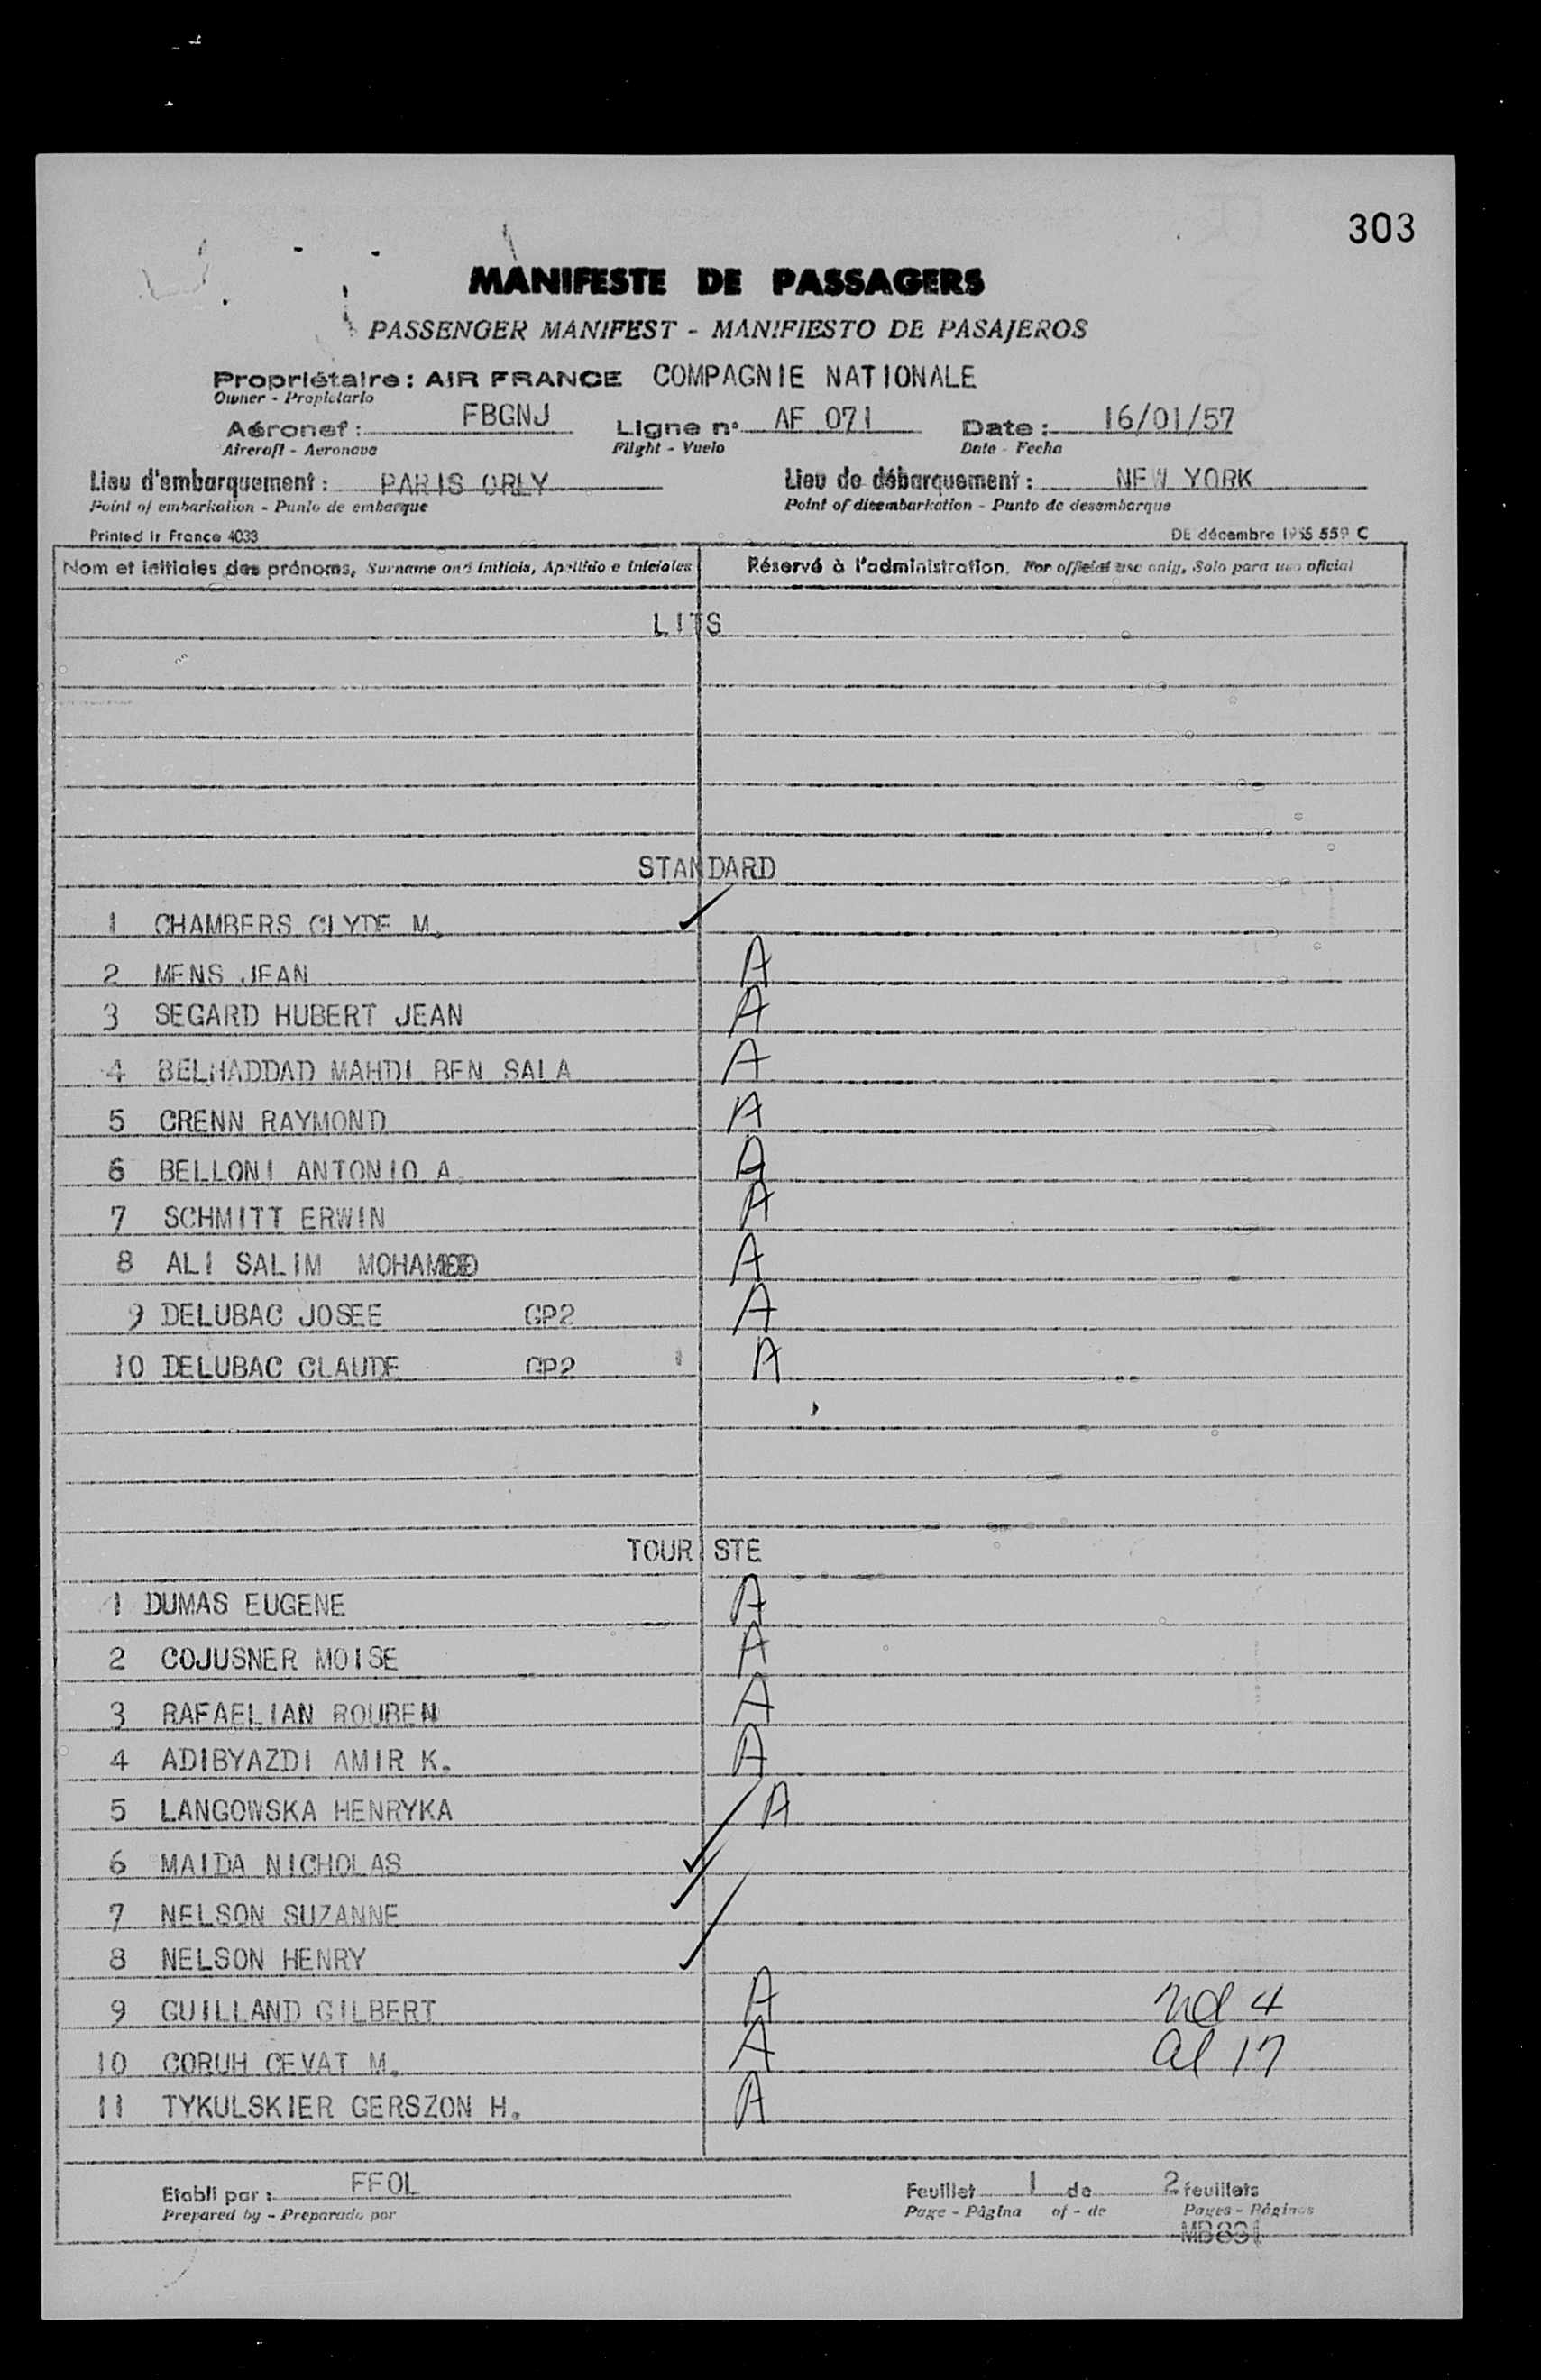 303
MANIFESTE DE PASSAGERS
PASSENGER MANIFEST - MANIFIESTO DE PASAJEROS
Propriétaire : AIR FRANCE COMPAGNIE NATIONALE
Owner - Propietario
Aéronef : FBGNJ Ligne n° AF 071 Date : 16/01/57
Aircraft - Aeronave Flight - Vuelo Date - Fecha
Lieu d'embarquement : PARIS ORLY Lieu de débarquement : NEW YORK
Point of embarkation - Punto de embarque Point of disembarkation - Punto de desembarque
Printed in France 4033 DE décembre 1955 559 C
Nom et initiales des prénoms, Surname and initials, Apellido e iniciales Réservé à l'administration, For official use only, Solo para uso oficial
LITS
STANDARD
1 CHAMBERS CLYDE M.
2 MENS JEAN A
3 SEGARD HUBERT JEAN A
4 BELHADDAD MAHDI BEN SALA A
5 CRENN RAYMOND A
6 BELLONI ANTONIO A. A
7 SCHMITT ERWIN A
8 ALI SALIM MOHAMED A
9 DELUBAC JOSEE GP2 A
10 DELUBAC CLAUDE GP2 A
TOURISTE
1 DUMAS EUGENE A
2 COJUSNER MOISE A
3 RAFAELIAN ROUBEN A
4 ADIBYAZDI AMIR K. A
5 LANGOWSKA HENRYKA A
6 MAIDA NICHOLAS
7 NELSON SUZANNE
8 NELSON HENRY
9 GUILLAND GILBERT A nd 4
10 CORUH CEVAT M. A al 17
11 TYKULSKIER GERSZON H. A
Etabli par : FFOL Feuillet 1 de 2 feuillets
Prepared by - Preparado por Page - Página of - de Pages - Páginas
MB831